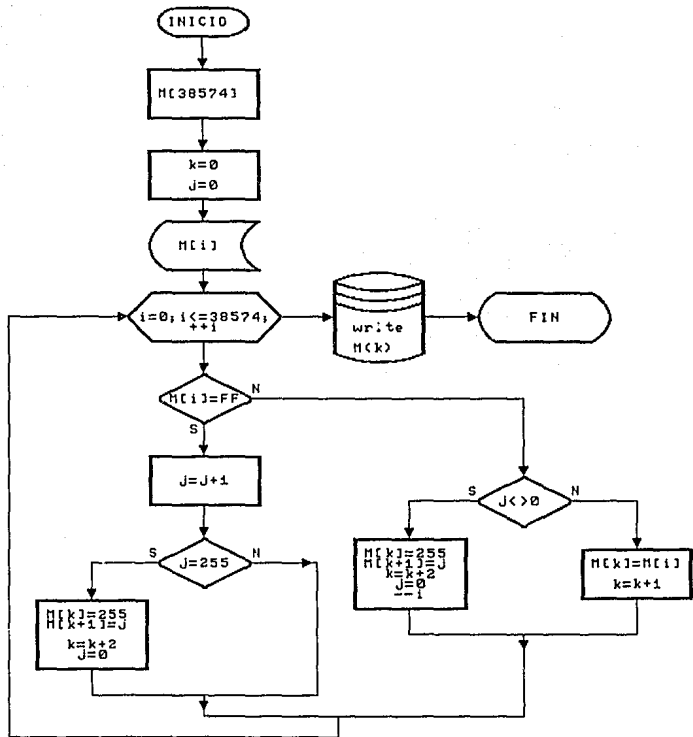 INICIO
M[38574]
k=0
j=0
M[i]
i=0;i<=38574;
++i
write
M(k)
FIN
M[i]=FF
N
S
j=j+1
J<>0
S
N
J=255
S
N
M[k]=255
M[k+1]=j
k=k+2
J=0
--i
M[k]=M[i]
k=k+1
M[k]=255
M[k+1]=J
k=k+2
J=0